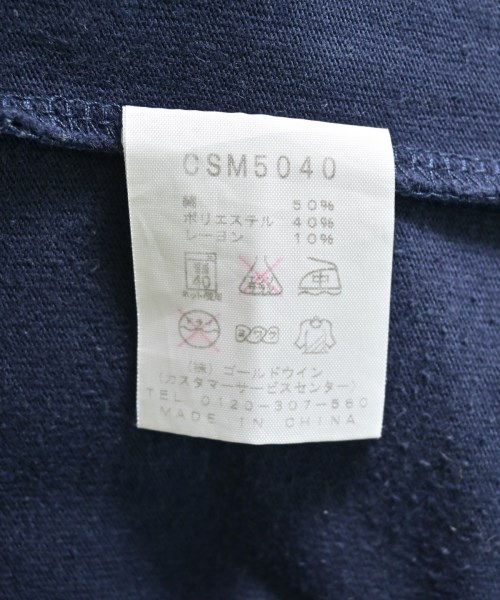 CSM5040
綿 50%
ポリエステル 40%
レーヨン 10%
40
ネット使用
中
(株)ゴールドウイン
(カスタマーサービスセンター)
TEL 0120-307-560
MADE IN CHINA